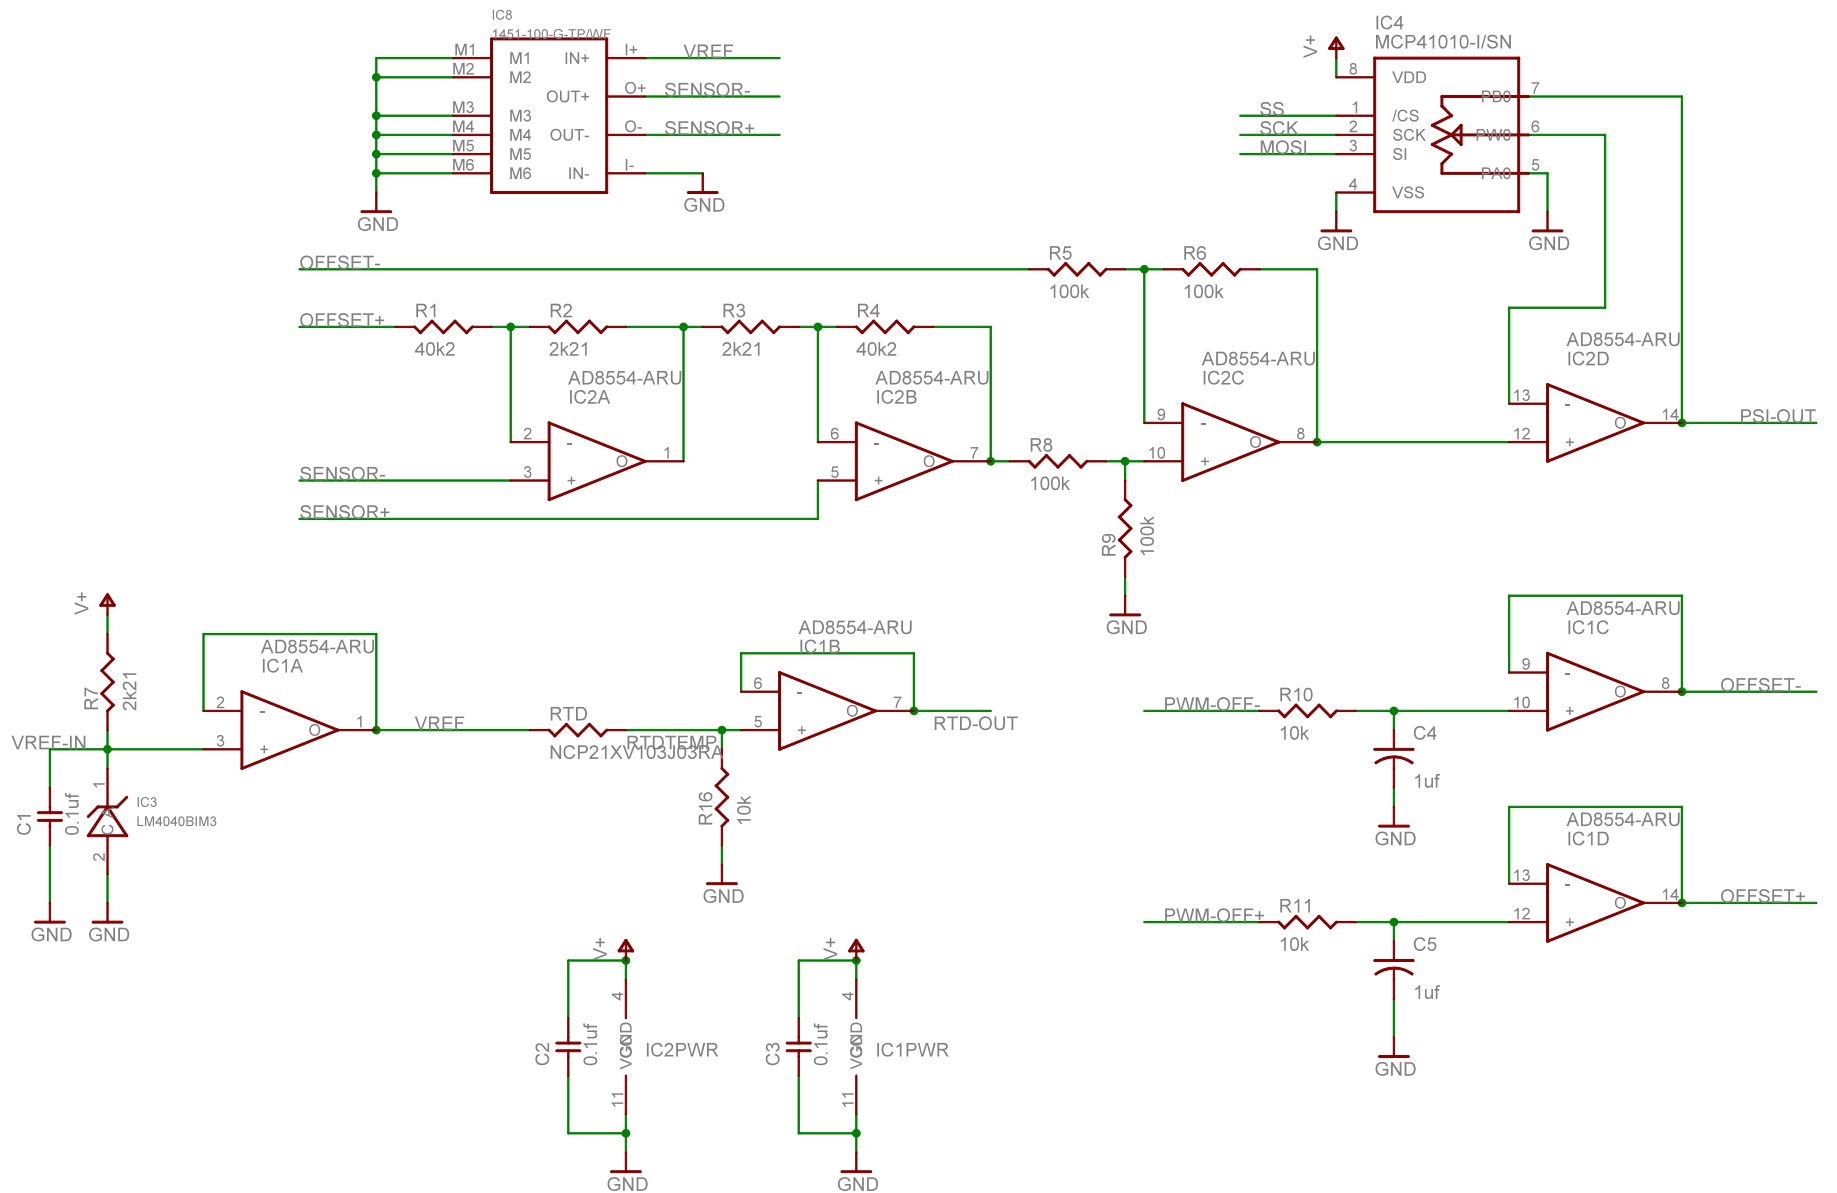 IC8
1451-100-G-TP/WF
M1
M2
M3
M4
M5
M6
M1
M2
M3
M4
M5
M6
IN+
OUT+
OUT-
IN-
I+
O+
O-
I-
VREF
SENSOR-
SENSOR+
GND
GND
IC4
MCP41010-I/SN
V+
8
1
2
3
4
SS
SCK
MOSI
VDD
/CS
SCK
SI
VSS
PB0
PW0
PA0
7
6
5
GND
GND
OFFSET-
R5
100k
R6
100k
OFFSET+
R1
40k2
R2
2k21
R3
2k21
R4
40k2
AD8554-ARU
IC2A
2
3
-
+
O
1
AD8554-ARU
IC2B
6
5
-
+
O
7
SENSOR-
SENSOR+
R8
100k
R9
100k
GND
AD8554-ARU
IC2C
9
10
-
+
O
8
AD8554-ARU
IC2D
13
12
-
+
O
14
PSI-OUT
V+
R7
2k21
VREF-IN
C1
0.1uf
1
C A
2
IC3
LM4040BIM3
GND
GND
AD8554-ARU
IC1A
2
3
-
+
O
1
VREF
RTD
NCP21XV103J03RA
RTDTEMP
R16
10k
GND
AD8554-ARU
IC1B
6
5
-
+
O
7
RTD-OUT
PWM-OFF-
R10
10k
C4
1uf
GND
AD8554-ARU
IC1C
9
10
-
+
O
8
OFFSET-
PWM-OFF+
R11
10k
C5
1uf
GND
AD8554-ARU
IC1D
13
12
-
+
O
14
OFFSET+
V+
4
C2
0.1uf
GND
IC2PWR
11
GND
V+
4
C3
0.1uf
GND
IC1PWR
11
GND